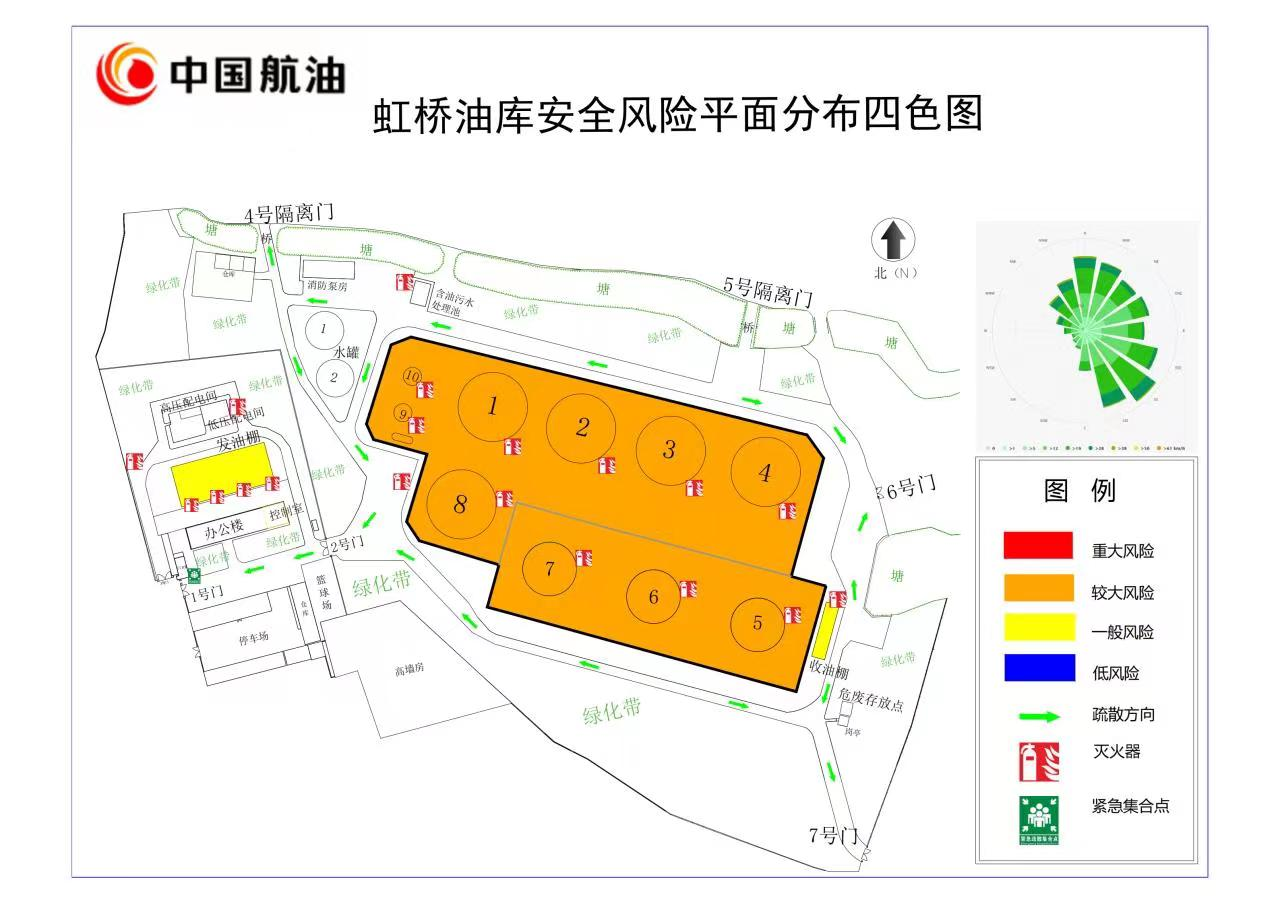 中国航油
虹桥油库安全风险平面分布四色图
4号隔离门
塘
桥
塘
仓库
消防泵房
绿化带
绿化带
含油污水
处理池
塘
绿化带
5号隔离门
桥
塘
塘
绿化带
绿化带
北（N）
1
水罐
2
绿化带
绿化带
高压配电间
低压配电间
发油棚
绿化带
控制室
办公楼
绿化带
绿化带
2号门
1号门
篮球场
仓库
停车场
绿化带
高墙房
10
9
1
2
3
4
8
7
6
5
6号门
塘
绿化带
收油棚
危废存放点
岗亭
绿化带
7号门
图 例
重大风险
较大风险
一般风险
低风险
疏散方向
灭火器
紧急集合点